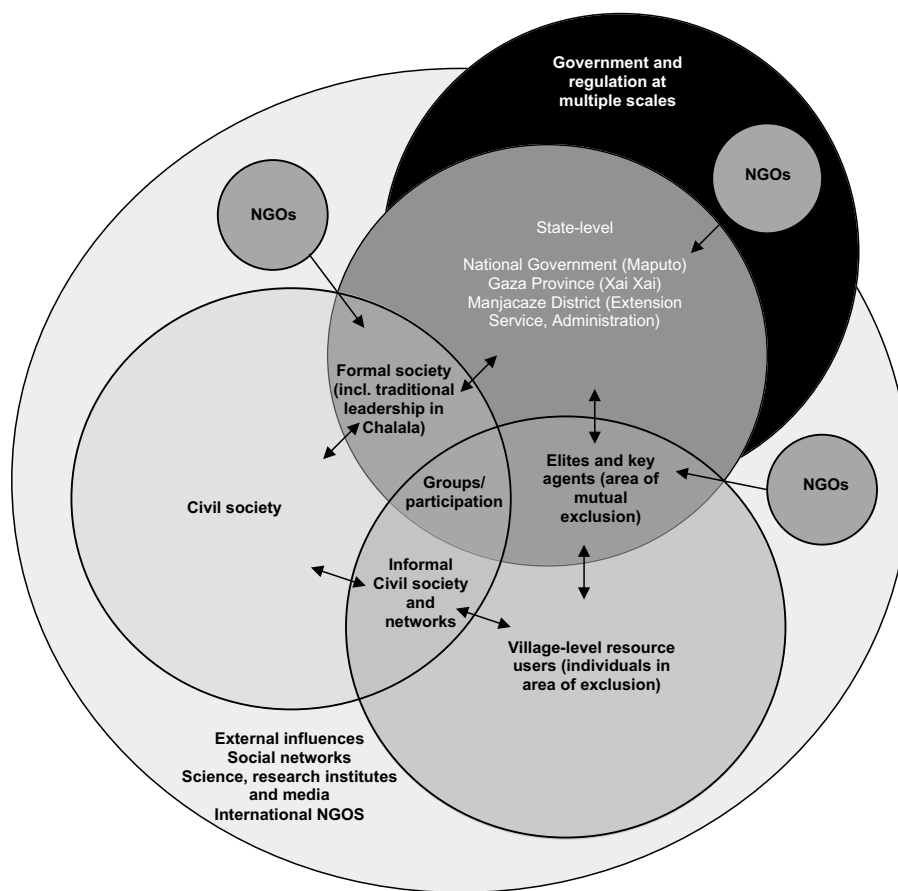 Government and
regulation at
multiple scales
NGOs
NGOs
State-level
National Government (Maputo)
Gaza Province (Xai Xai)
Manjacaze District (Extension
Service, Administration)
Formal society
(incl. traditional
leadership in
Chalala)
Elites and key
agents (area of
mutual
exclusion)
NGOs
Groups/
participation
Civil society
Informal
Civil society
and
networks
Village-level resource
users (individuals in
area of exclusion)
External influences
Social networks
Science, research institutes
and media
International NGOS